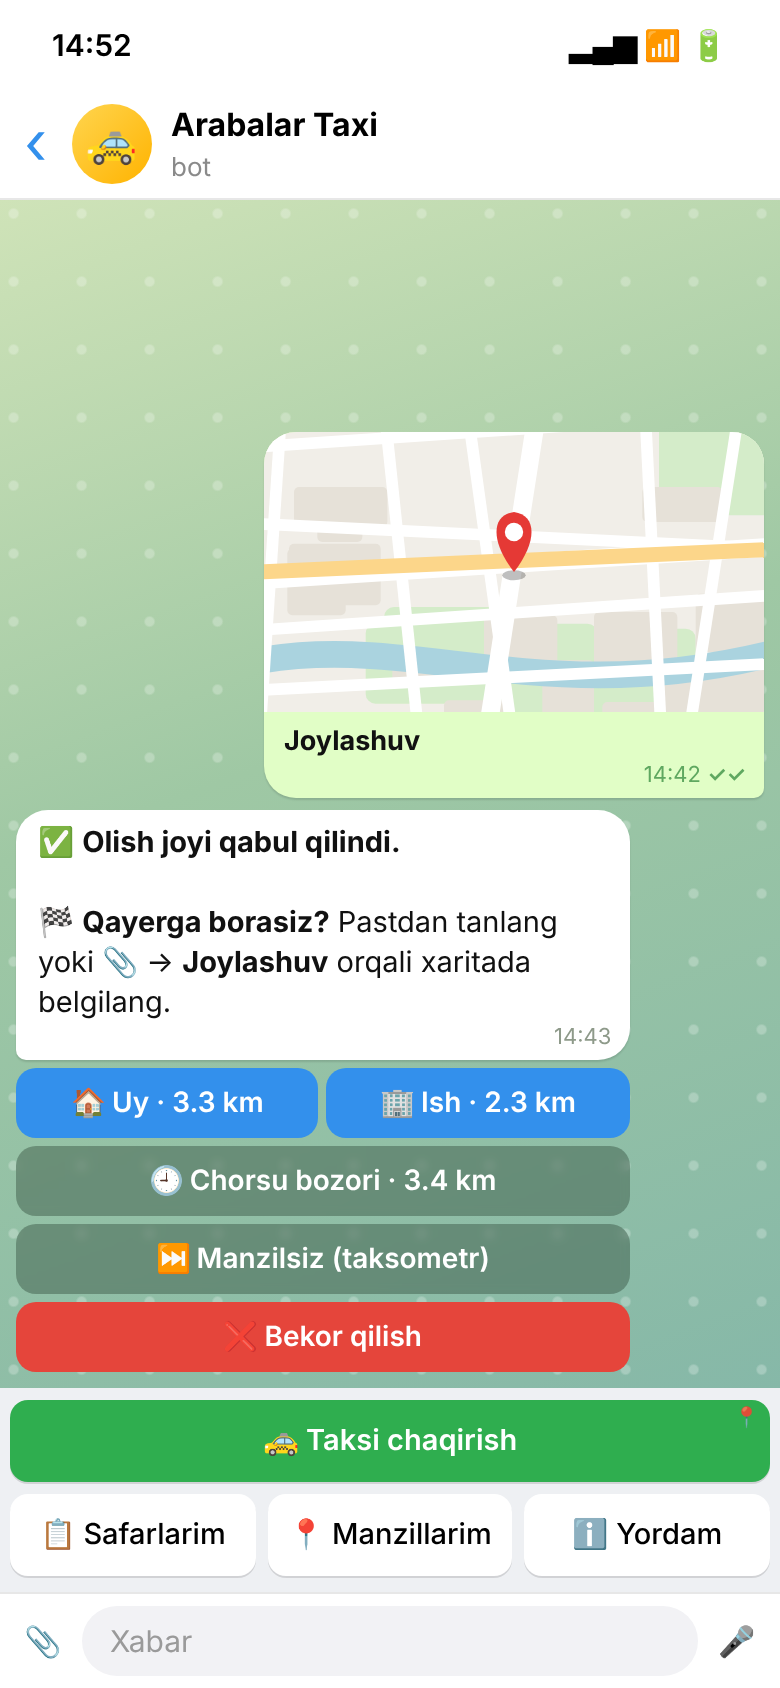 14:52
Arabalar Taxi
bot
Joylashuv
14:42
✅ Olish joyi qabul qilindi.
🏁 Qayerga borasiz? Pastdan tanlang
yoki 📎 → Joylashuv orqali xaritada
belgilang.
14:43
🏠 Uy · 3.3 km
🏢 Ish · 2.3 km
🕘 Chorsu bozori · 3.4 km
⏭ Manzilsiz (taksometr)
❌ Bekor qilish
🚕 Taksi chaqirish
📋 Safarlarim
📍 Manzillarim
ℹ️ Yordam
Xabar